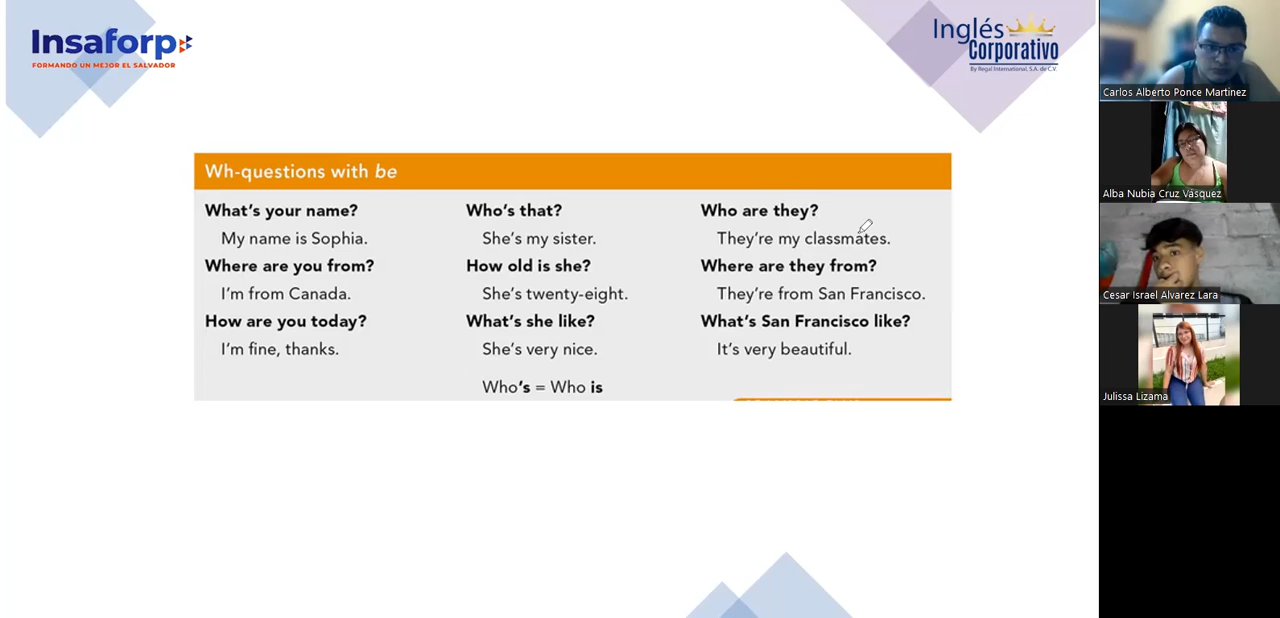 Insaforp
FORMANDO UN MEJOR EL SALVADOR
Inglés
Corporativo
By Regal International, S.A. de C.V.
Wh-questions with be
What's your name?
My name is Sophia.
Where are you from?
I'm from Canada.
How are you today?
I'm fine, thanks.
Who's that?
She's my sister.
How old is she?
She's twenty-eight.
What's she like?
She's very nice.
Who's = Who is
Who are they?
They're my classmates.
Where are they from?
They're from San Francisco.
What's San Francisco like?
It's very beautiful.
Carlos Alberto Ponce Martinez
Alba Nubia Cruz Vásquez
Cesar Israel Alvarez Lara
Julissa Lizama